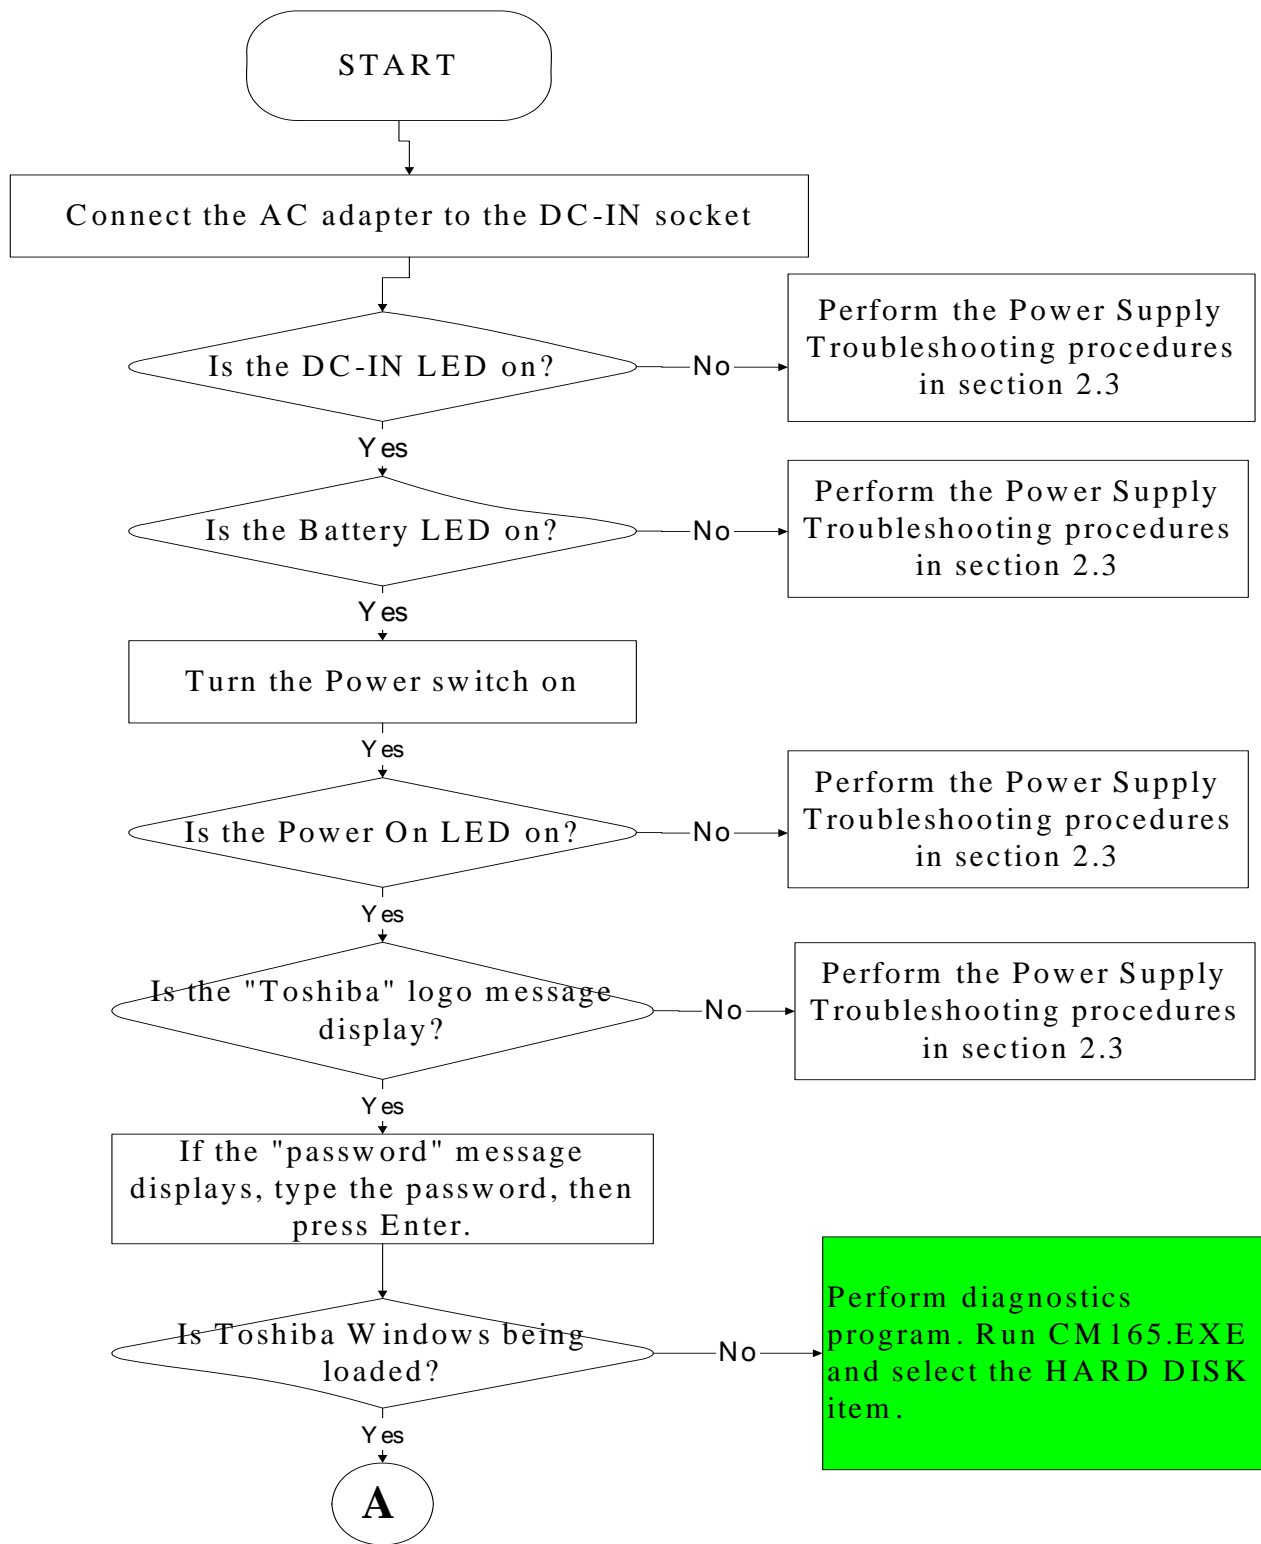 START
Connect the AC adapter to the DC-IN socket
Is the DC-IN LED on?
No
Perform the Power Supply
Troubleshooting procedures
in section 2.3
Yes
Is the Battery LED on?
No
Perform the Power Supply
Troubleshooting procedures
in section 2.3
Yes
Turn the Power switch on
Yes
Is the Power On LED on?
No
Perform the Power Supply
Troubleshooting procedures
in section 2.3
Yes
Is the "Toshiba" logo message
display?
No
Perform the Power Supply
Troubleshooting procedures
in section 2.3
Yes
If the "password" message
displays, type the password, then
press Enter.
Is Toshiba Windows being
loaded?
No
Perform diagnostics
program. Run CM165.EXE
and select the HARD DISK
item.
Yes
A